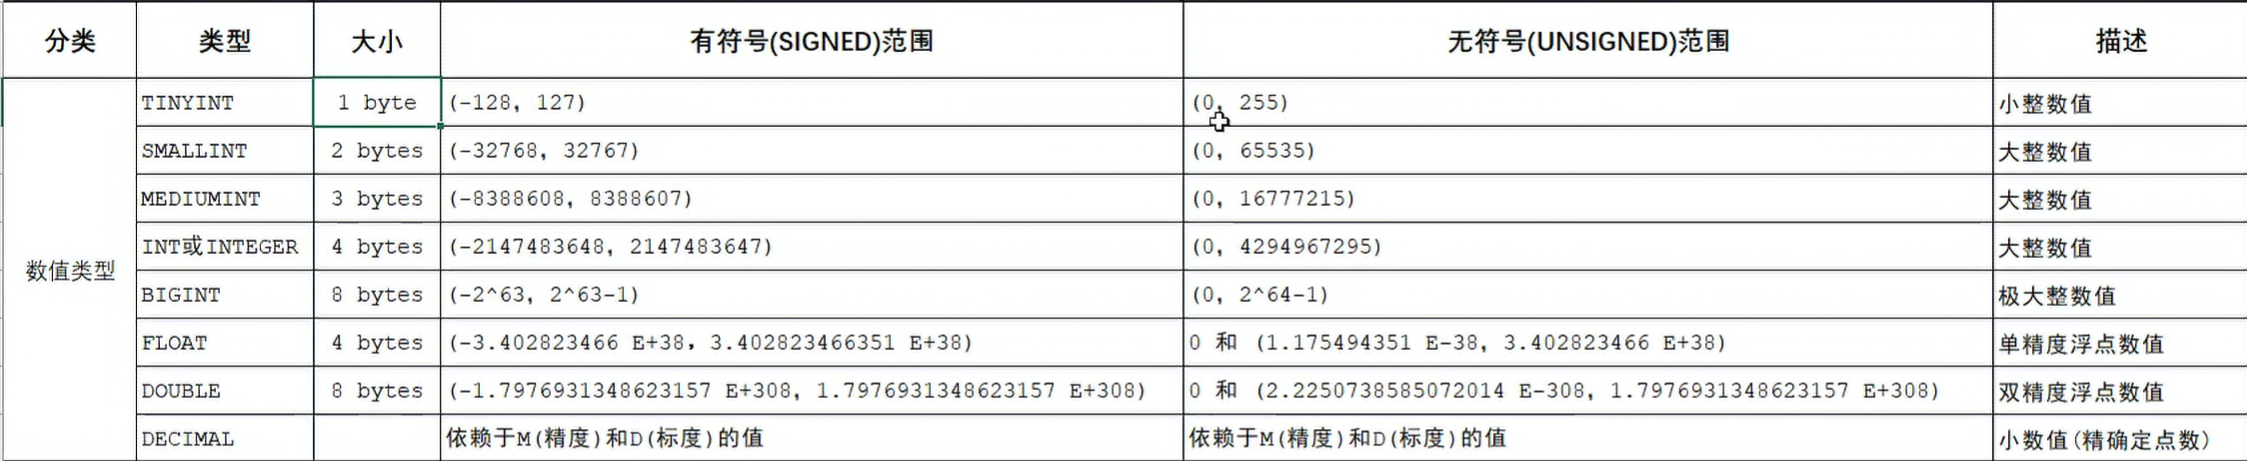 分类 类型 大小 有符号(SIGNED)范围 无符号(UNSIGNED)范围 描述
数值类型
TINYINT 1 byte (-128, 127) (0, 255) 小整数值
SMALLINT 2 bytes (-32768, 32767) (0, 65535) 大整数值
MEDIUMINT 3 bytes (-8388608, 8388607) (0, 16777215) 大整数值
INT或INTEGER 4 bytes (-2147483648, 2147483647) (0, 4294967295) 大整数值
BIGINT 8 bytes (-2^63, 2^63-1) (0, 2^64-1) 极大整数值
FLOAT 4 bytes (-3.402823466 E+38, 3.402823466351 E+38) 0 和 (1.175494351 E-38, 3.402823466 E+38) 单精度浮点数值
DOUBLE 8 bytes (-1.7976931348623157 E+308, 1.7976931348623157 E+308) 0 和 (2.2250738585072014 E-308, 1.7976931348623157 E+308) 双精度浮点数值
DECIMAL 依赖于M(精度)和D(标度)的值 依赖于M(精度)和D(标度)的值 小数值(精确定点数)